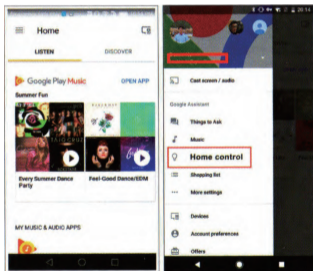 Home
LISTEN
DISCOVER
Google Play Music
OPEN APP
Summer Fun
Every Summer Dance Party
Feel-Good Dance/EDM
MY MUSIC & AUDIO APPS
20:14
Cast screen / audio
Google Assistant
Things to Ask
Music
Home control
Shopping list
More settings
Devices
Account preferences
Offers